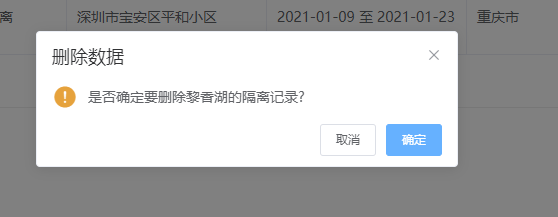 离 深圳市宝安区平和小区 2021-01-09 至 2021-01-23 重庆市
删除数据
是否确定要删除黎香湖的隔离记录?
取消 确定